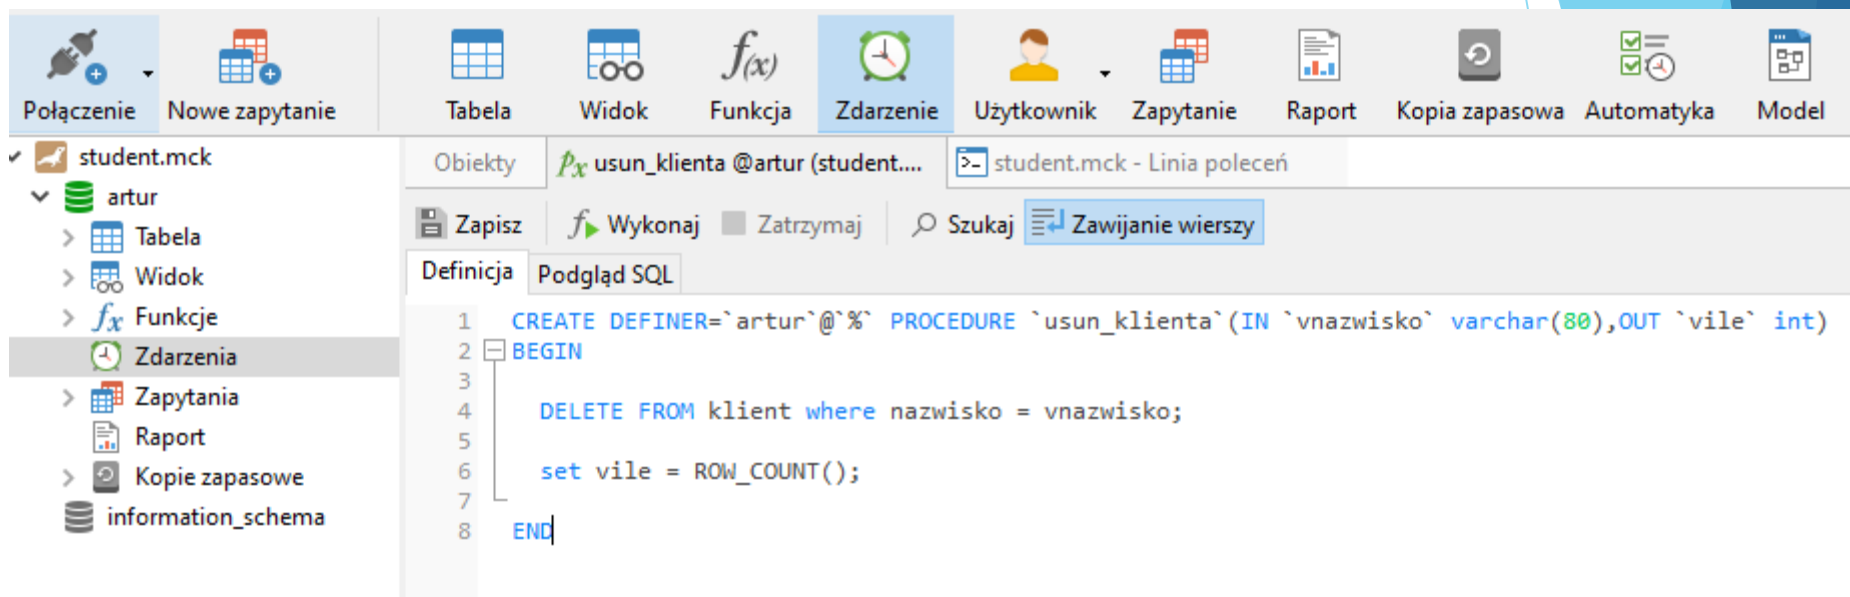 Połączenie Nowe zapytanie Tabela Widok f(x) Funkcja Zdarzenie Użytkownik Zapytanie Raport Kopia zapasowa Automatyka Model
student.mck
artur
Tabela
Widok
fx Funkcje
Zdarzenia
Zapytania
Raport
Kopie zapasowe
information_schema
Obiekty px usun_klienta @artur (student.... student.mck - Linia poleceń
Zapisz Wykonaj Zatrzymaj Szukaj Zawijanie wierszy
Definicja Podgląd SQL
1 CREATE DEFINER=`artur`@`%` PROCEDURE `usun_klienta`(IN `vnazwisko` varchar(80),OUT `vile` int)
2 BEGIN
3
4 DELETE FROM klient where nazwisko = vnazwisko;
5
6 set vile = ROW_COUNT();
7
8 END